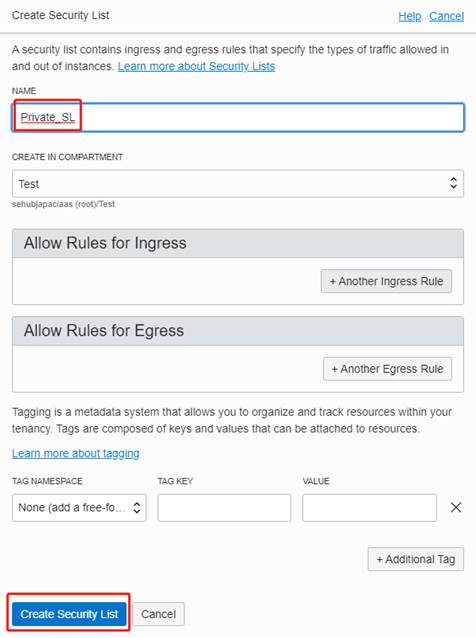 Create Security List
Help Cancel
A security list contains ingress and egress rules that specify the types of traffic allowed in
and out of instances. Learn more about Security Lists
NAME
Private_SL
CREATE IN COMPARTMENT
Test
sehubjapaciaas (root)/Test
Allow Rules for Ingress
+ Another Ingress Rule
Allow Rules for Egress
+ Another Egress Rule
Tagging is a metadata system that allows you to organize and track resources within your
tenancy. Tags are composed of keys and values that can be attached to resources.
Learn more about tagging
TAG NAMESPACE TAG KEY VALUE
None (add a free-fo...
+ Additional Tag
Create Security List Cancel